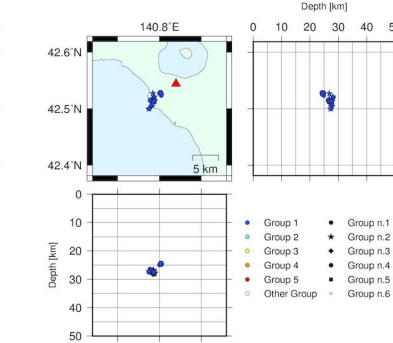 Depth [km]
140.8˚E
0 10 20 30 40
42.6˚N
42.5˚N
42.4˚N
5 km
0
10
20
30
40
50
Depth [km]
Group 1
Group 2
Group 3
Group 4
Group 5
Other Group
Group n.1
Group n.2
Group n.3
Group n.4
Group n.5
Group n.6